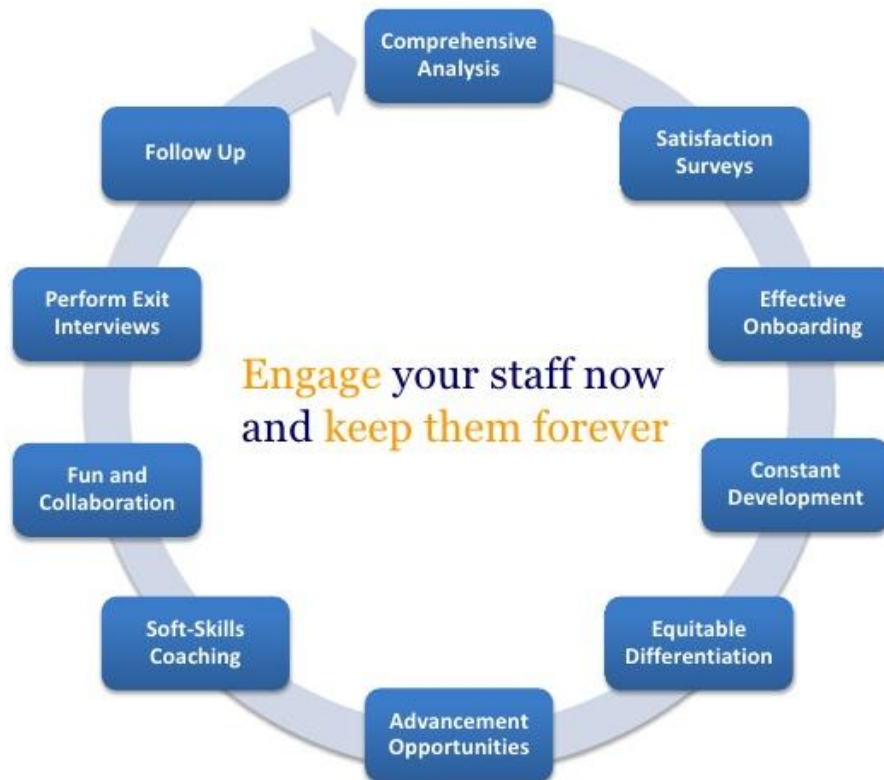 Comprehensive
Analysis
Satisfaction
Surveys
Effective
Onboarding
Constant
Development
Equitable
Differentiation
Advancement
Opportunities
Soft-Skills
Coaching
Fun and
Collaboration
Perform Exit
Interviews
Follow Up
Engage your staff now
and keep them forever